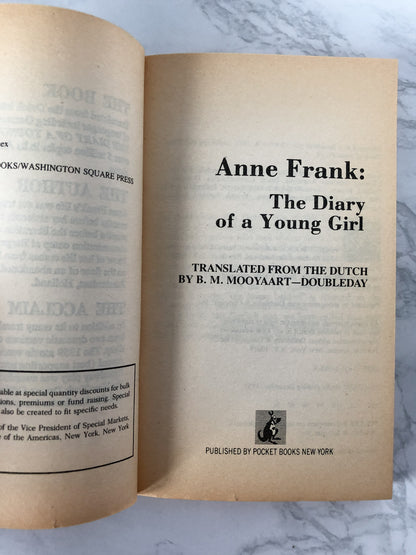 ex
OKS/WASHINGTON SQUARE PRESS
able at special quantity discounts for bulk
ions, premiums or fund raising. Special
also be created to fit specific needs.
of the Vice President of Special Markets,
e of the Americas, New York, New York
Anne Frank:
The Diary
of a Young Girl
TRANSLATED FROM THE DUTCH
BY B. M. MOOYAART—DOUBLEDAY
PUBLISHED BY POCKET BOOKS NEW YORK
THE BOOK
THE AUTHOR
THE ACCLAIM